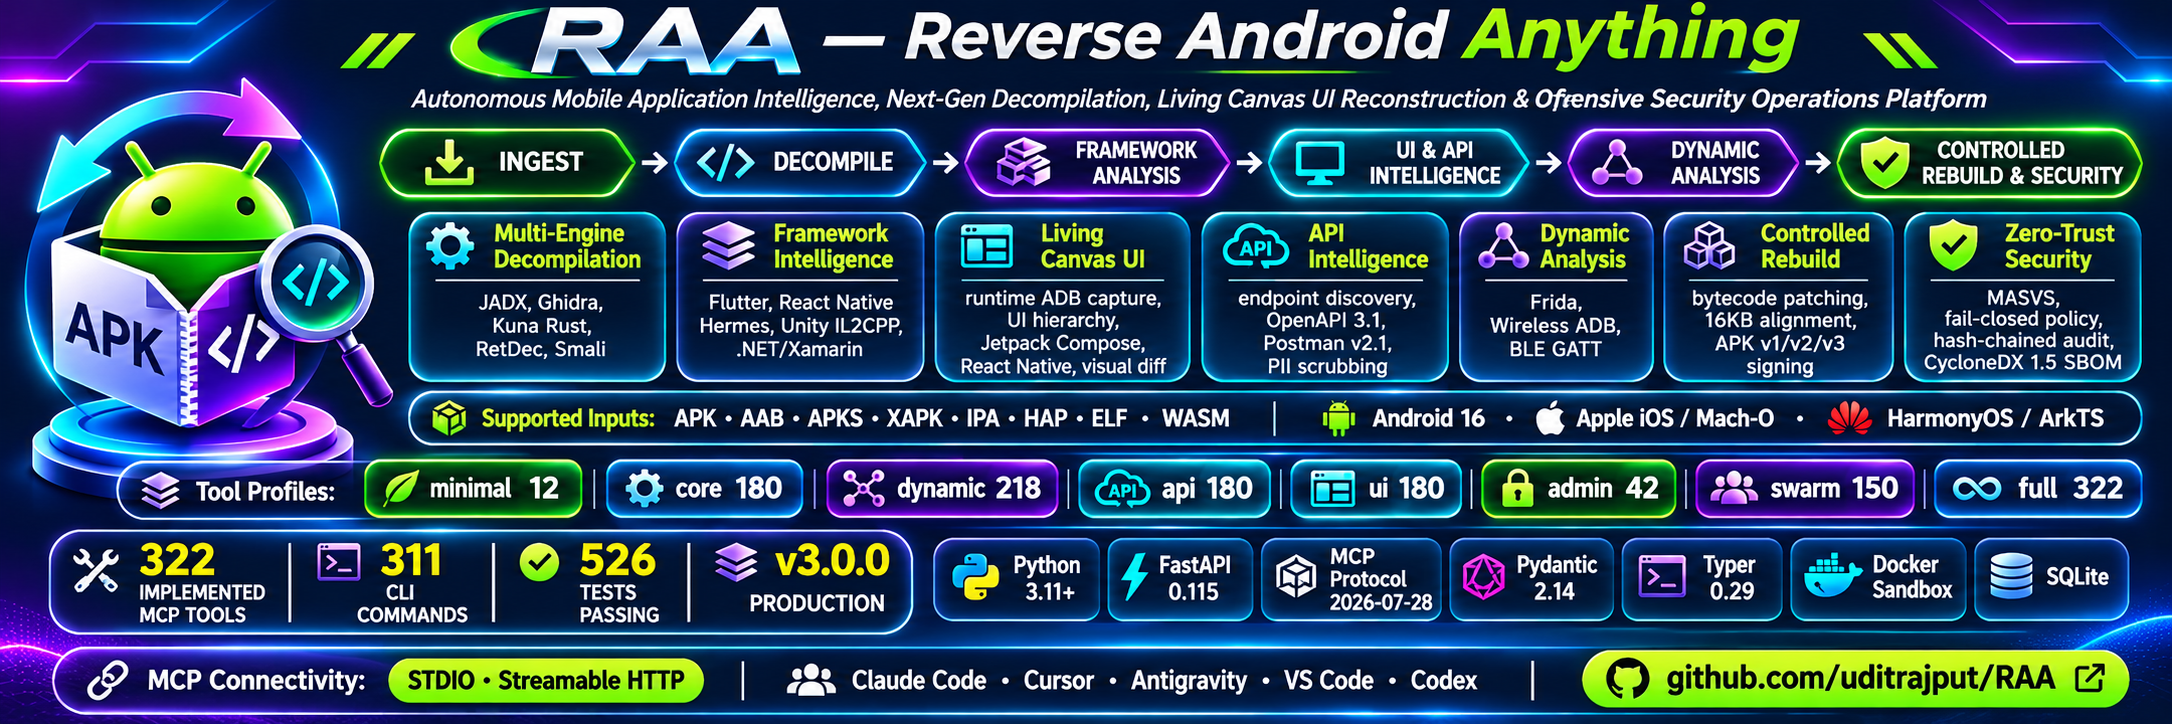 RAA — Reverse Android Anything
Autonomous Mobile Application Intelligence, Next-Gen Decompilation, Living Canvas UI Reconstruction & Offensive Security Operations Platform
INGEST
DECOMPILE
FRAMEWORK
ANALYSIS
UI & API
INTELLIGENCE
DYNAMIC
ANALYSIS
CONTROLLED
REBUILD & SECURITY
APK
</>
</>
Multi-Engine
Decompilation
JADX, Ghidra,
Kuna Rust,
RetDec, Smali
Framework
Intelligence
Flutter, React Native
Hermes, Unity IL2CPP,
.NET/Xamarin
Living
Canvas UI
runtime ADB capture,
UI hierarchy,
Jetpack Compose,
React Native, visual diff
API
API
Intelligence
endpoint discovery,
OpenAPI 3.1,
Postman v2.1,
PII scrubbing
Dynamic
Analysis
Frida,
Wireless ADB,
BLE GATT
Controlled
Rebuild
bytecode patching,
16KB alignment,
APK v1/v2/v3
signing
Zero-Trust
Security
MASVS,
fail-closed policy,
hash-chained audit,
CycloneDX 1.5 SBOM
Supported Inputs: APK • AAB • APKS • XAPK • IPA • HAP • ELF • WASM | Android 16 • Apple iOS / Mach-O • HarmonyOS / ArkTS
Tool Profiles: minimal 12 | core 180 | dynamic 218 | API api 180 | ui 180 | admin 42 | swarm 150 | full 322
322
IMPLEMENTED
MCP TOOLS
311
CLI
COMMANDS
526
TESTS
PASSING
v3.0.0
PRODUCTION
Python
3.11+
FastAPI
0.115
MCP
Protocol
2026-07-28
Pydantic
2.14
Typer
0.29
Docker
Sandbox
SQLite
MCP Connectivity: STDIO • Streamable HTTP | Claude Code • Cursor • Antigravity • VS Code • Codex | github.com/uditrajput/RAA